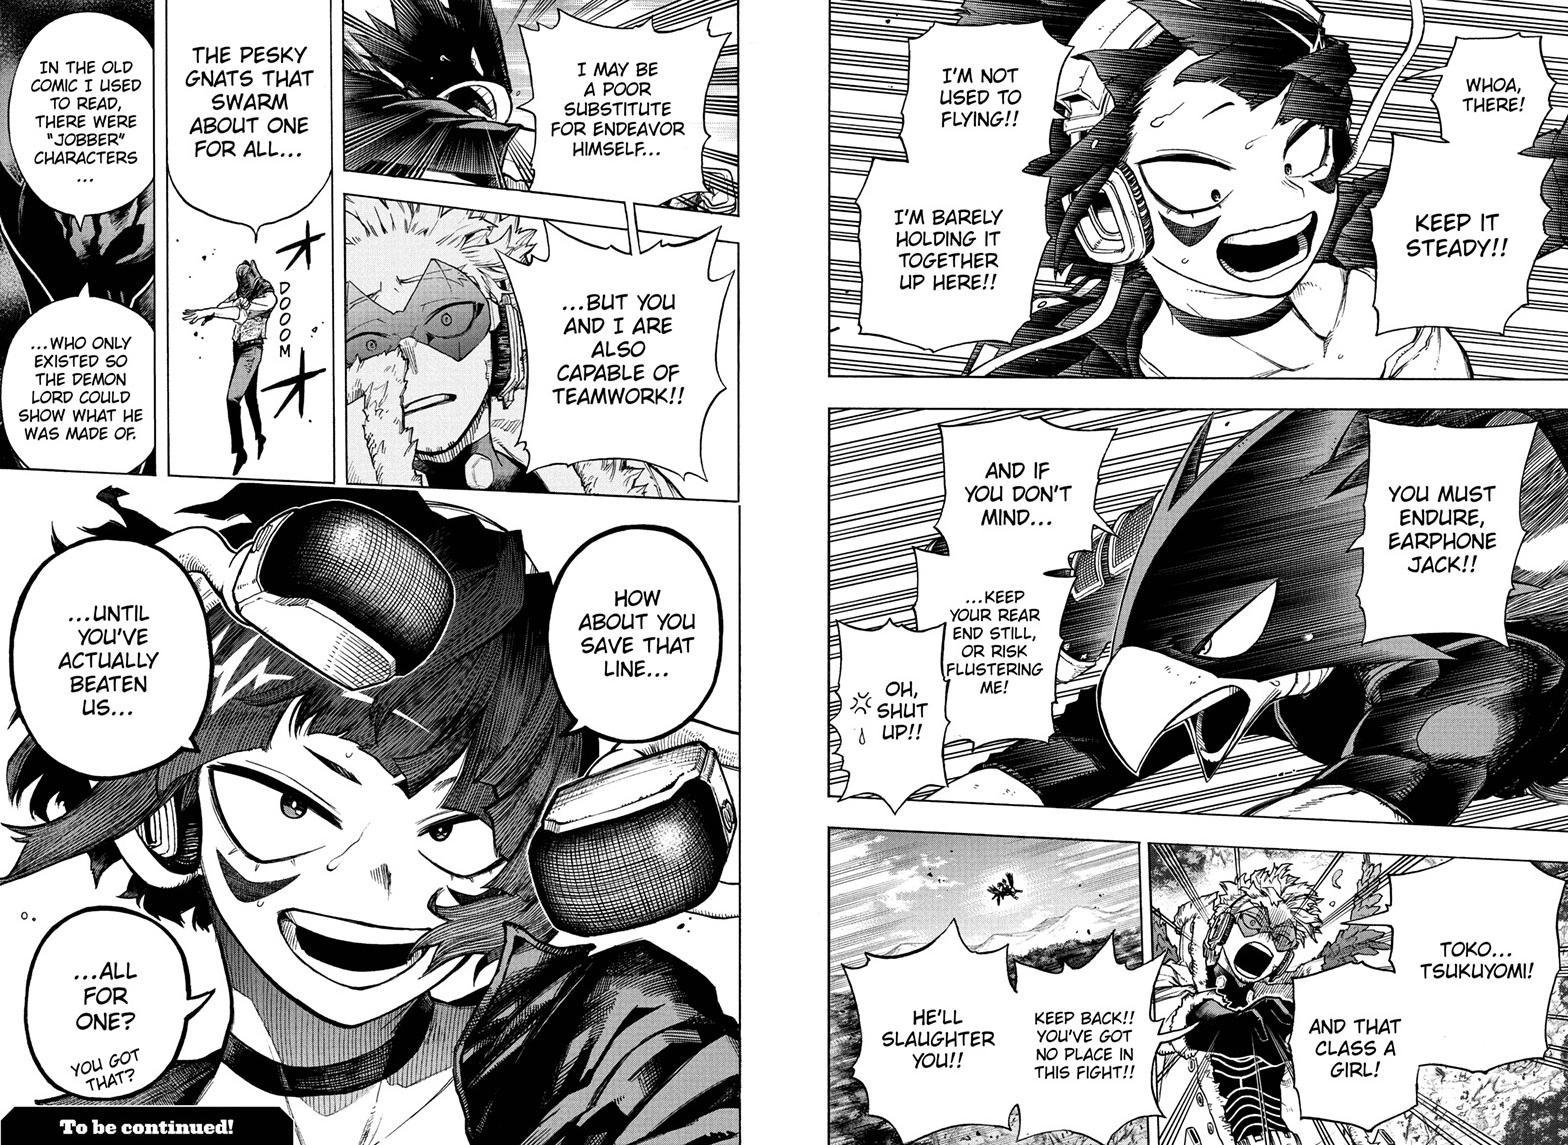 WHOA,
THERE!
KEEP IT
STEADY!!
I'M NOT
USED TO
FLYING!!
I'M BARELY
HOLDING IT
TOGETHER
UP HERE!!
YOU MUST
ENDURE,
EARPHONE
JACK!!
AND IF
YOU DON'T
MIND...
...KEEP
YOUR REAR
END STILL,
OR RISK
FLUSTERING
ME!
OH,
SHUT
UP!!
TOKO...
TSUKUYOMI!
AND THAT
CLASS A
GIRL!
KEEP BACK!!
YOU'VE GOT
NO PLACE IN
THIS FIGHT!!
HE'LL
SLAUGHTER
YOU!!
I MAY BE
A POOR
SUBSTITUTE
FOR ENDEAVOR
HIMSELF...
...BUT YOU
AND I ARE
ALSO
CAPABLE OF
TEAMWORK!!
THE PESKY
GNATS THAT
SWARM
ABOUT ONE
FOR ALL...
DOOOM
IN THE OLD
COMIC I USED
TO READ,
THERE WERE
"JOBBER"
CHARACTERS
...
...WHO ONLY
EXISTED SO
THE DEMON
LORD COULD
SHOW WHAT HE
WAS MADE OF.
HOW
ABOUT YOU
SAVE THAT
LINE...
...UNTIL
YOU'VE
ACTUALLY
BEATEN
US...
...ALL
FOR
ONE?
YOU GOT
THAT?
To be continued!